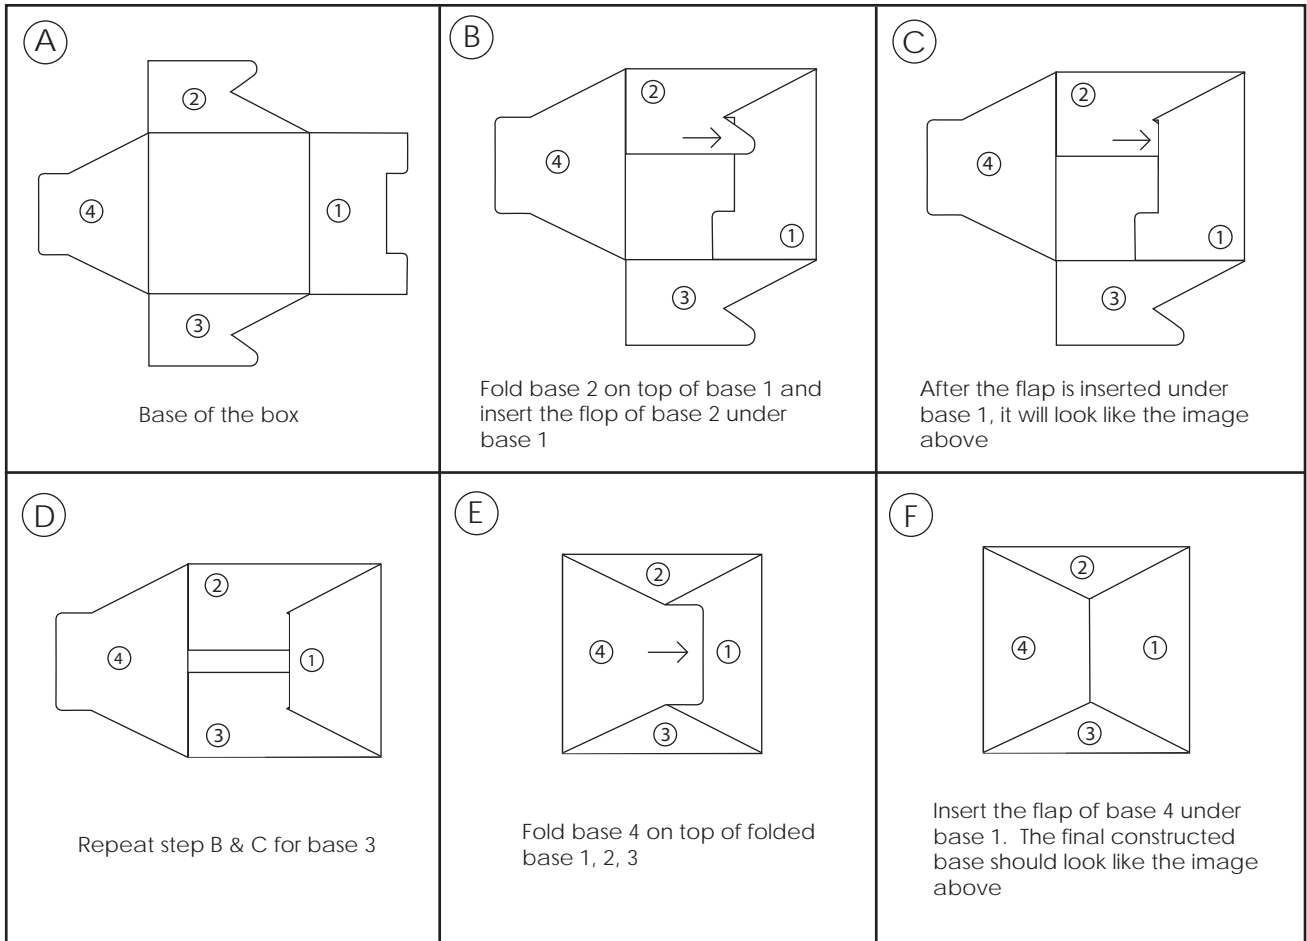 A
2
4
1
3
Base of the box
B
2
4
1
3
Fold base 2 on top of base 1 and
insert the flop of base 2 under
base 1
C
2
4
1
3
After the flap is inserted under
base 1, it will look like the image
above
D
2
4
1
3
Repeat step B & C for base 3
E
2
4
1
3
Fold base 4 on top of folded
base 1, 2, 3
F
2
4
1
3
Insert the flap of base 4 under
base 1. The final constructed
base should look like the image
above